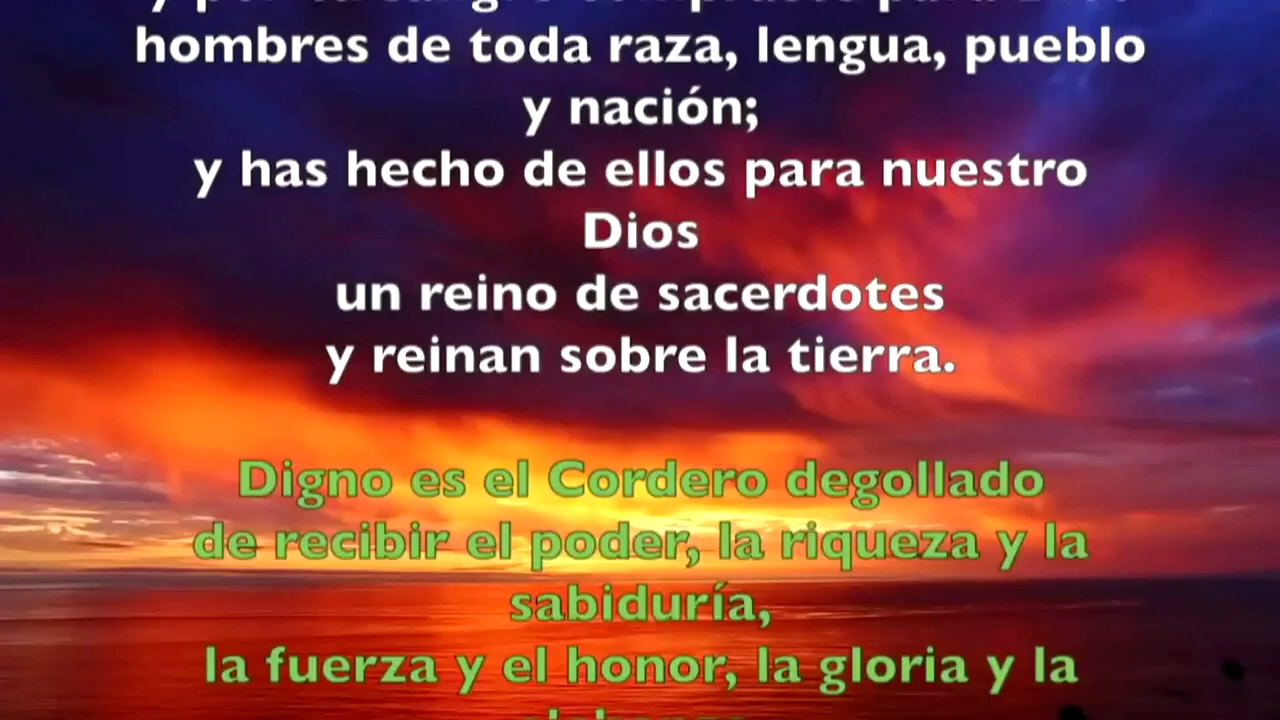 hombres de toda raza, lengua, pueblo
y nación;
y has hecho de ellos para nuestro
Dios
un reino de sacerdotes
y reinan sobre la tierra.
Digno es el Cordero degollado
de recibir el poder, la riqueza y la
sabiduría,
la fuerza y el honor, la gloria y la